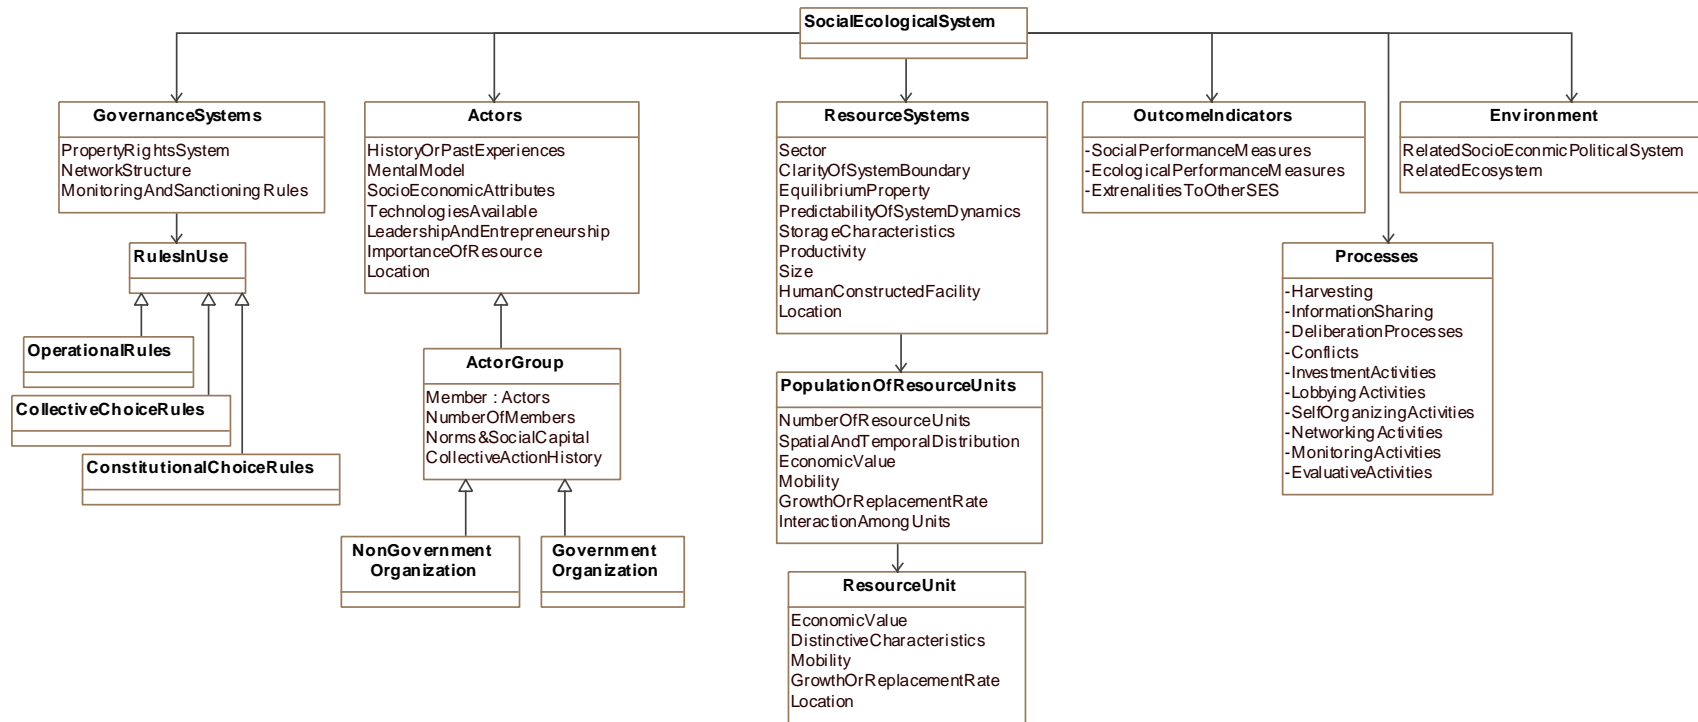 SocialEcologicalSystem
GovernanceSystems
PropertyRightsSystem
NetworkStructure
MonitoringAndSanctioningRules
RulesInUse
OperationalRules
CollectiveChoiceRules
ConstitutionalChoiceRules
Actors
HistoryOrPastExperiences
MentalModel
SocioEconomicAttributes
TechnologiesAvailable
LeadershipAndEntrepreneurship
ImportanceOfResource
Location
ActorGroup
Member : Actors
NumberOfMembers
Norms&SocialCapital
CollectiveActionHistory
NonGovernment
Organization
Government
Organization
ResourceSystems
Sector
ClarityOfSystemBoundary
EquilibriumProperty
PredictabilityOfSystemDynamics
StorageCharacteristics
Productivity
Size
HumanConstructedFacility
Location
PopulationOfResourceUnits
NumberOfResourceUnits
SpatialAndTemporalDistribution
EconomicValue
Mobility
GrowthOrReplacementRate
InteractionAmongUnits
ResourceUnit
EconomicValue
DistinctiveCharacteristics
Mobility
GrowthOrReplacementRate
Location
OutcomeIndicators
-SocialPerformanceMeasures
-EcologicalPerformanceMeasures
-ExtrenalitiesToOtherSES
Environment
RelatedSocioEconmicPoliticalSystem
RelatedEcosystem
Processes
-Harvesting
-InformationSharing
-DeliberationProcesses
-Conflicts
-InvestmentActivities
-LobbyingActivities
-SelfOrganizingActivities
-NetworkingActivities
-MonitoringActivities
-EvaluativeActivities